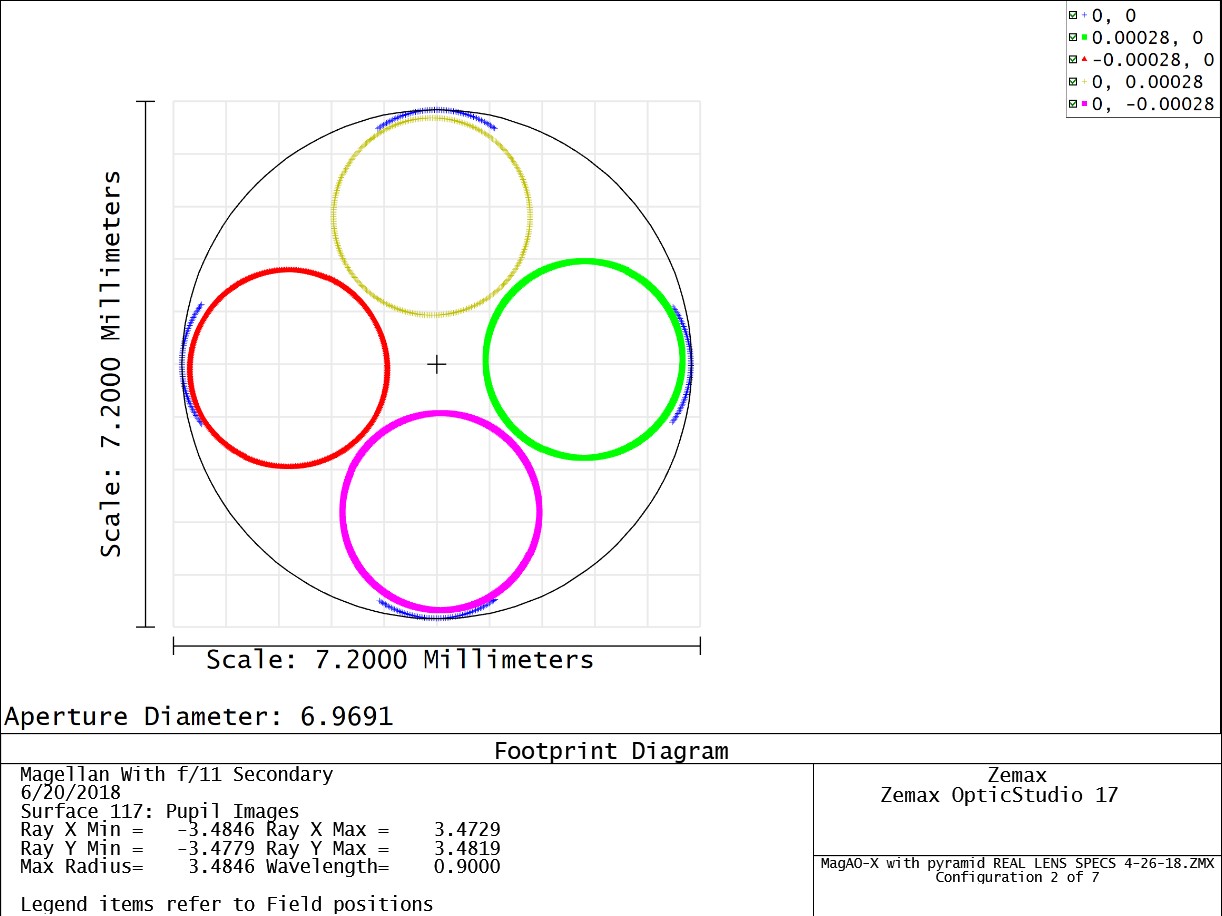 0, 0
0.00028, 0
-0.00028, 0
0, 0.00028
0, -0.00028
Scale: 7.2000 Millimeters
Scale: 7.2000 Millimeters
Aperture Diameter: 6.9691
Footprint Diagram
Magellan With f/11 Secondary
6/20/2018
Surface 117: Pupil Images
Ray X Min = -3.4846 Ray X Max = 3.4729
Ray Y Min = -3.4779 Ray Y Max = 3.4819
Max Radius= 3.4846 Wavelength= 0.9000
Legend items refer to Field positions
Zemax
Zemax OpticStudio 17
MagAO-X with pyramid REAL LENS SPECS 4-26-18.ZMX
Configuration 2 of 7